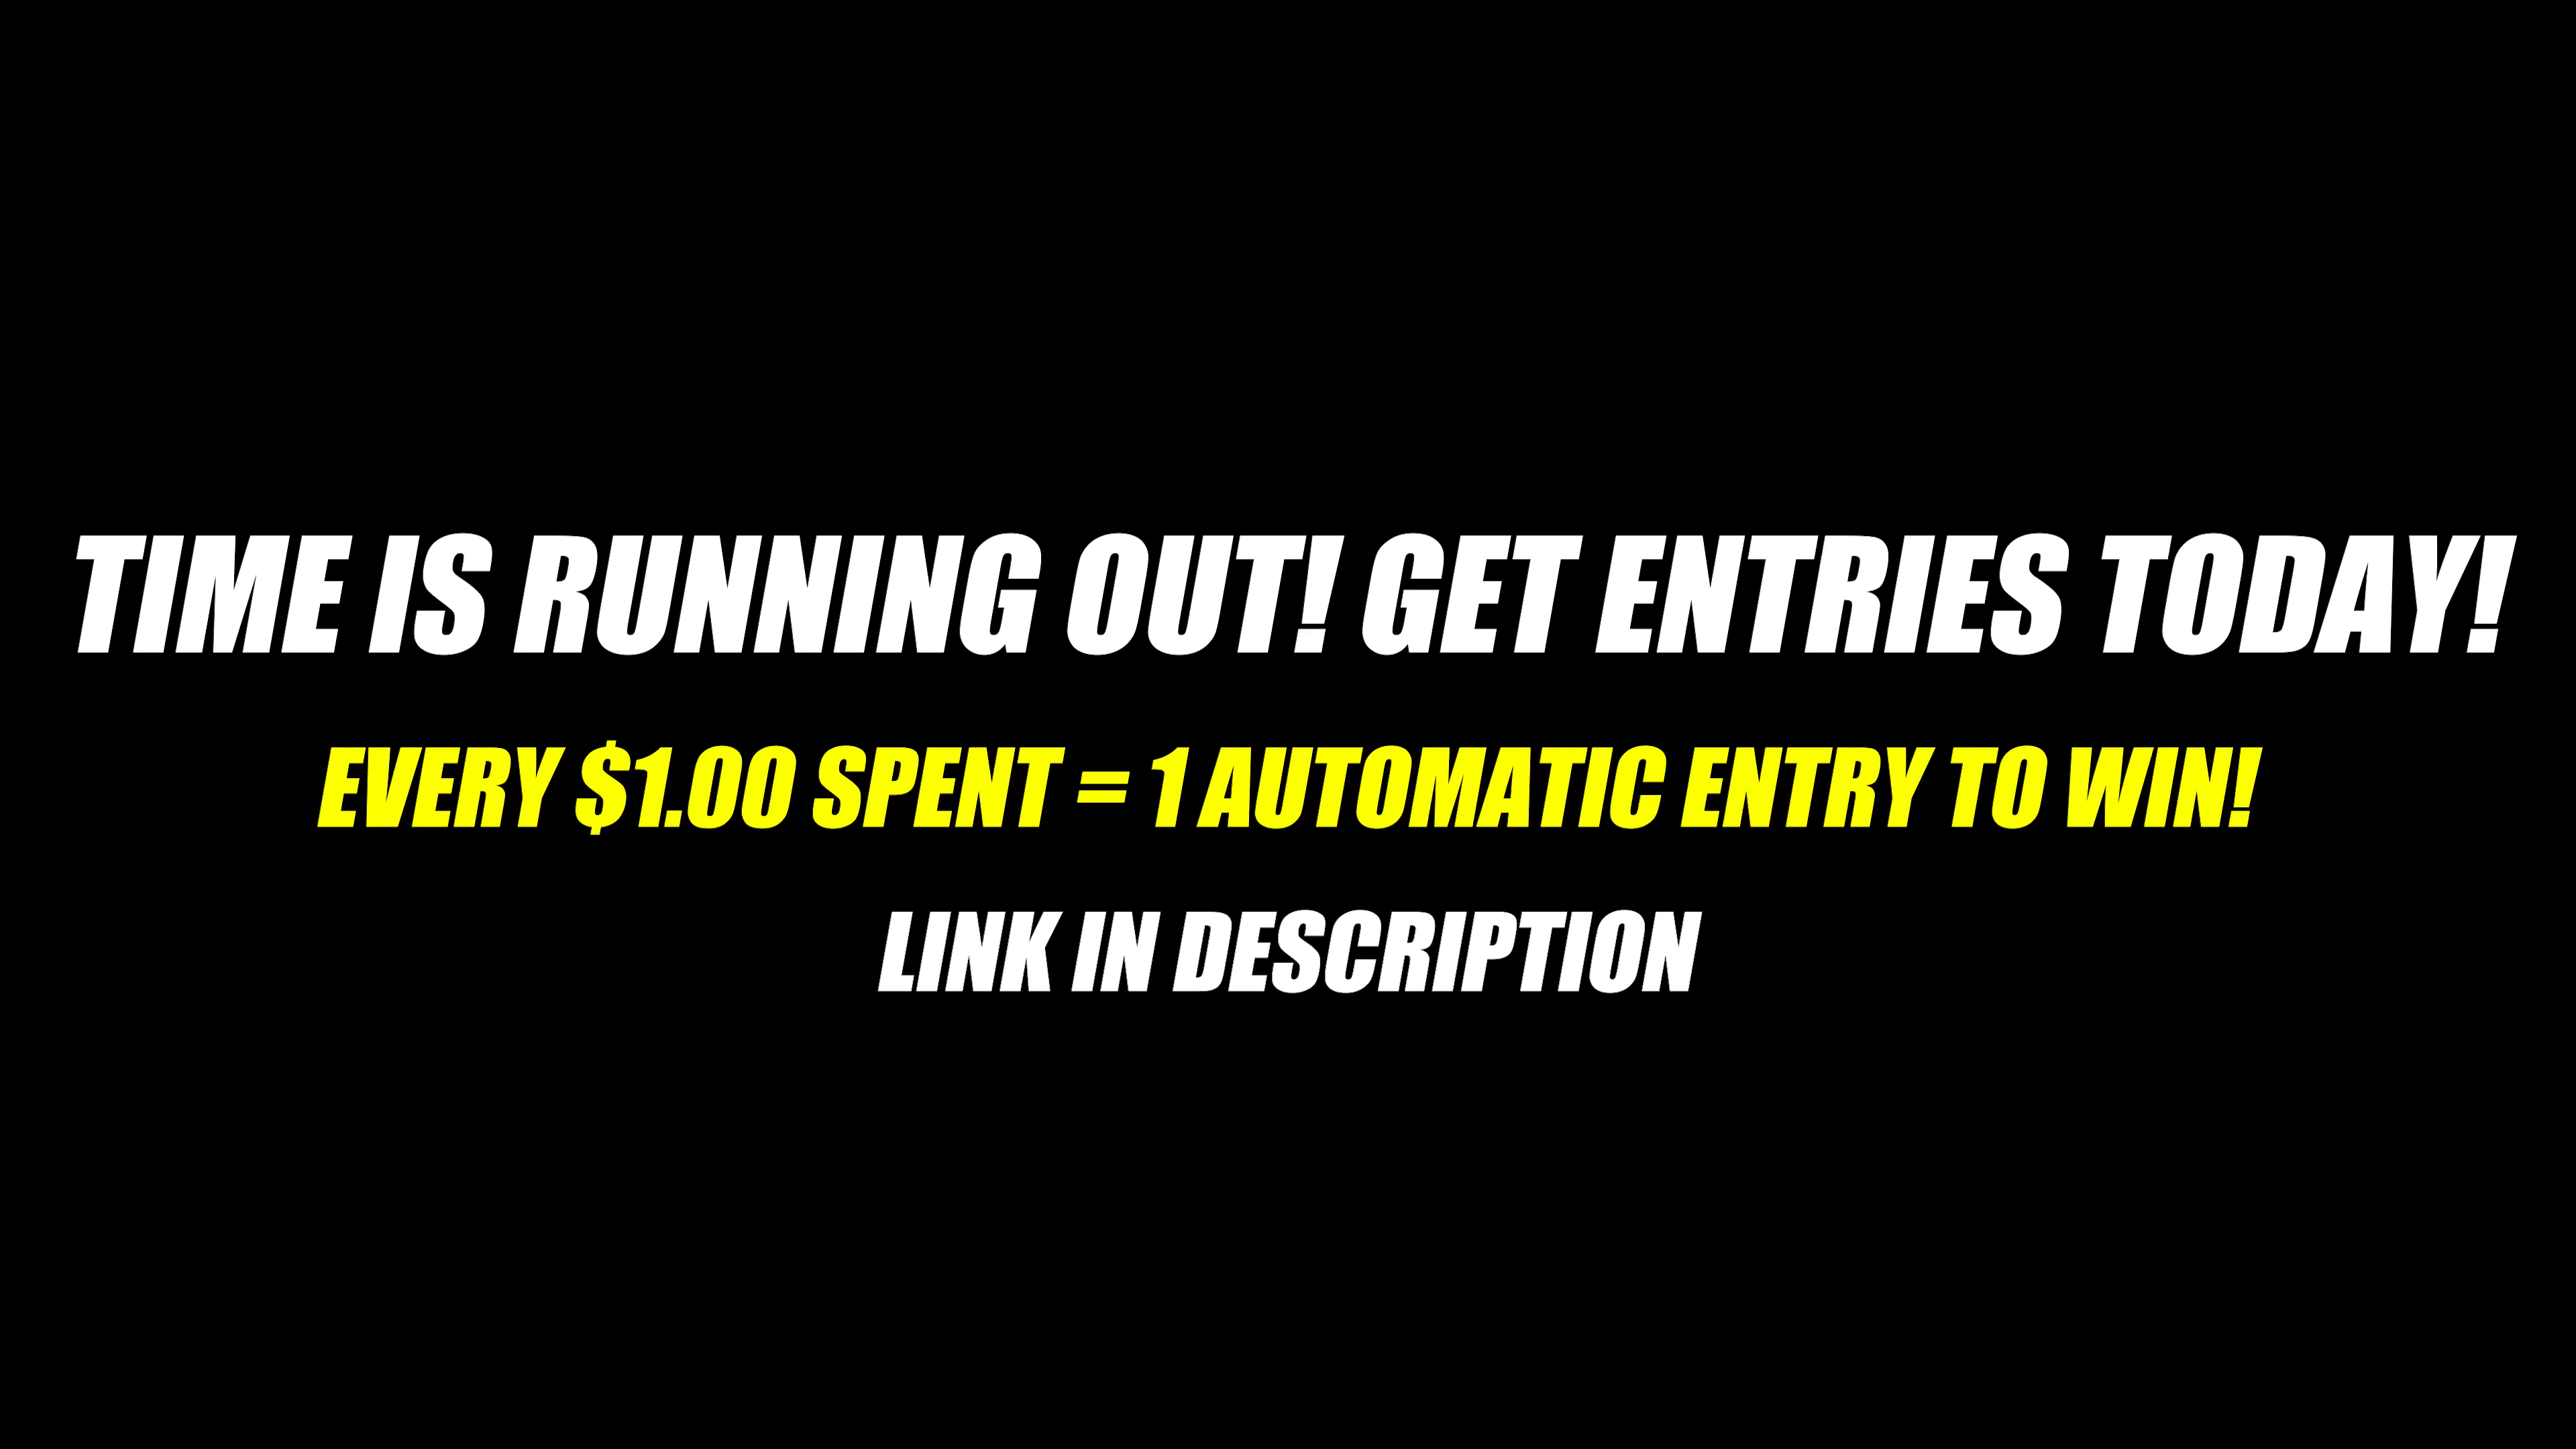 TIME IS RUNNING OUT! GET ENTRIES TODAY!
EVERY $1.00 SPENT = 1 AUTOMATIC ENTRY TO WIN!
LINK IN DESCRIPTION